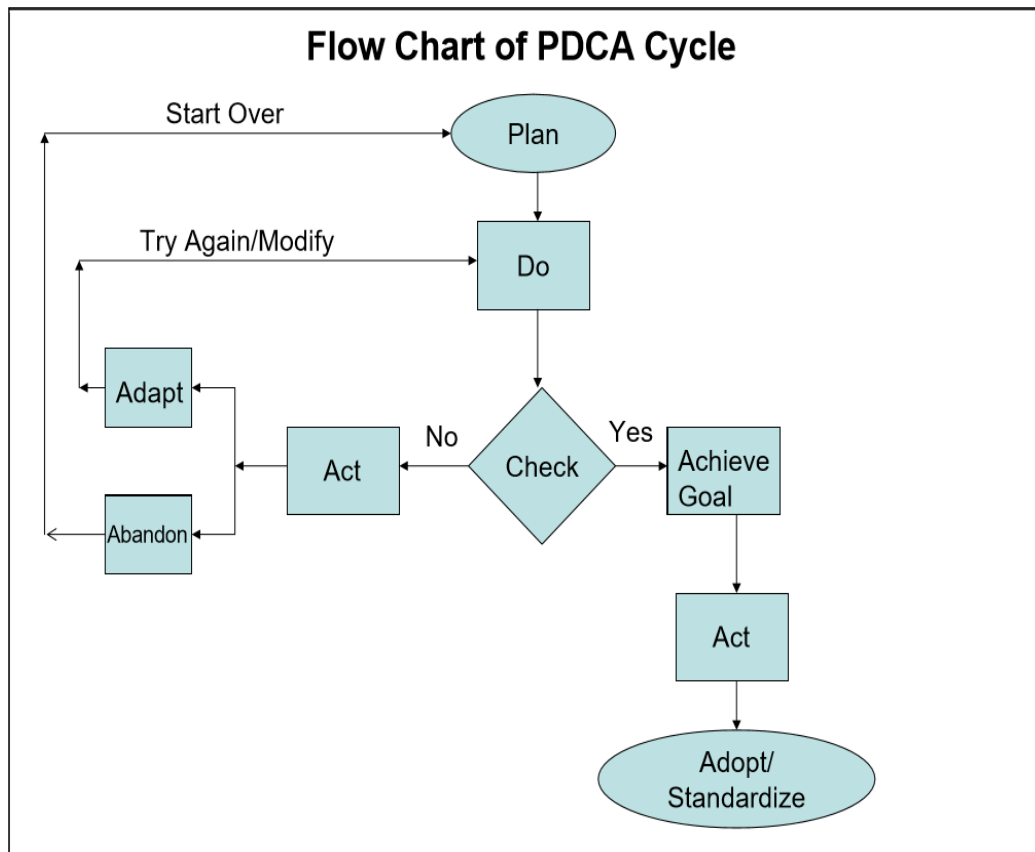 Flow Chart of PDCA Cycle
Start Over
Plan
Try Again/Modify
Do
Adapt
No
Yes
Act
Check
Achieve
Goal
Abandon
Act
Adopt/
Standardize